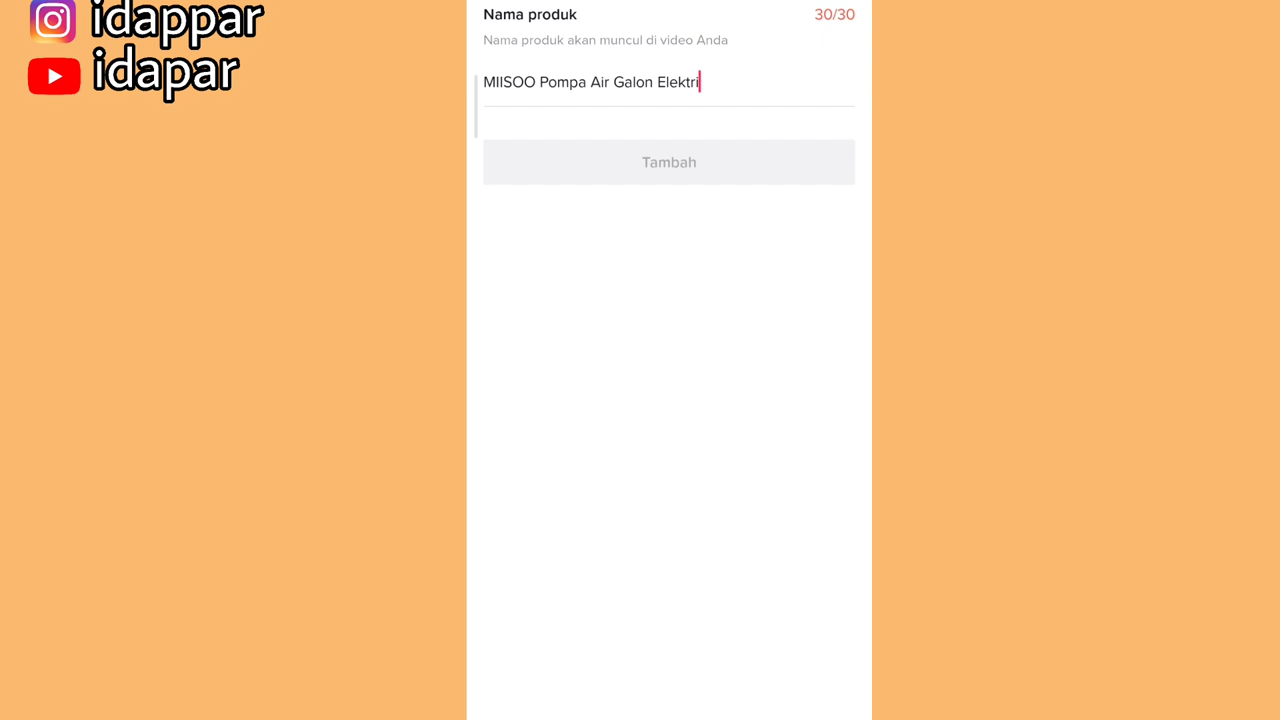 idappar
idapar
Nama produk 30/30
Nama produk akan muncul di video Anda
MIISOO Pompa Air Galon Elektri
Tambah